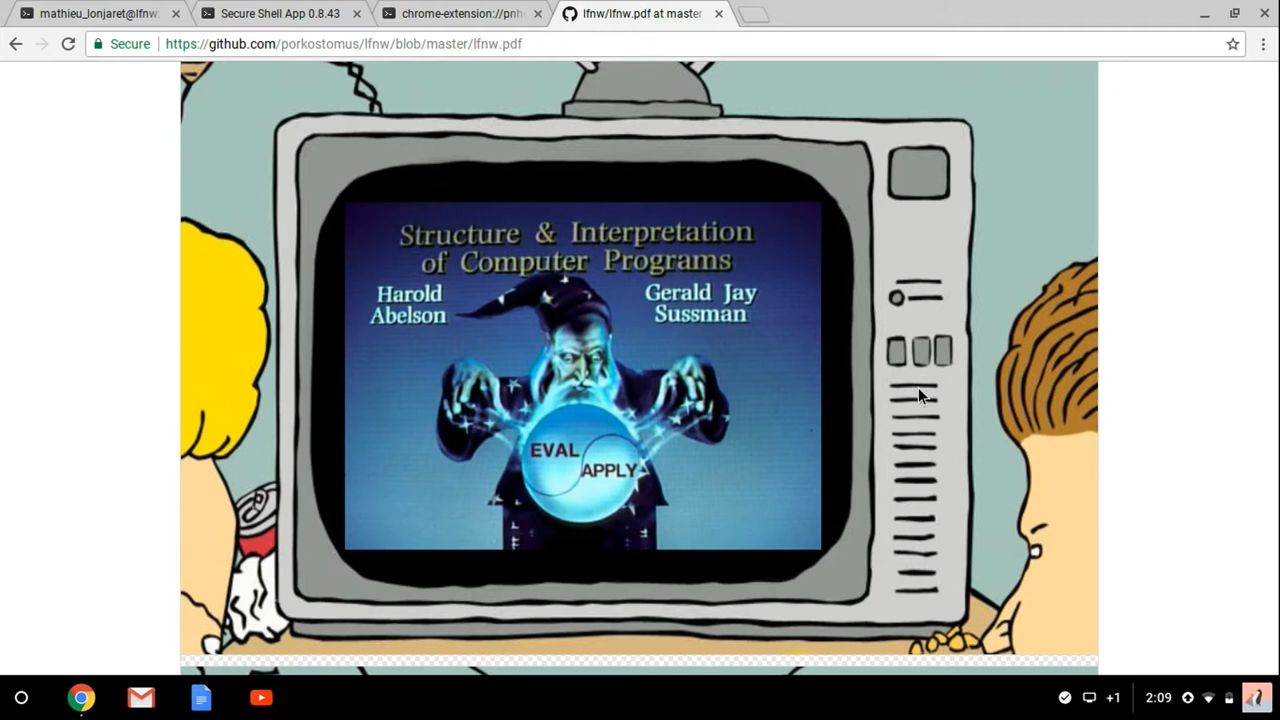 mathieu_lonjaret@lfnw:
Secure Shell App 0.8.43
chrome-extension://pnh
lfnw/lfnw.pdf at master
Secure
https://github.com/porkostomus/lfnw/blob/master/lfnw.pdf
Structure & Interpretation
of Computer Programs
Harold
Abelson
Gerald Jay
Sussman
EVAL
APPLY
+1
2:09